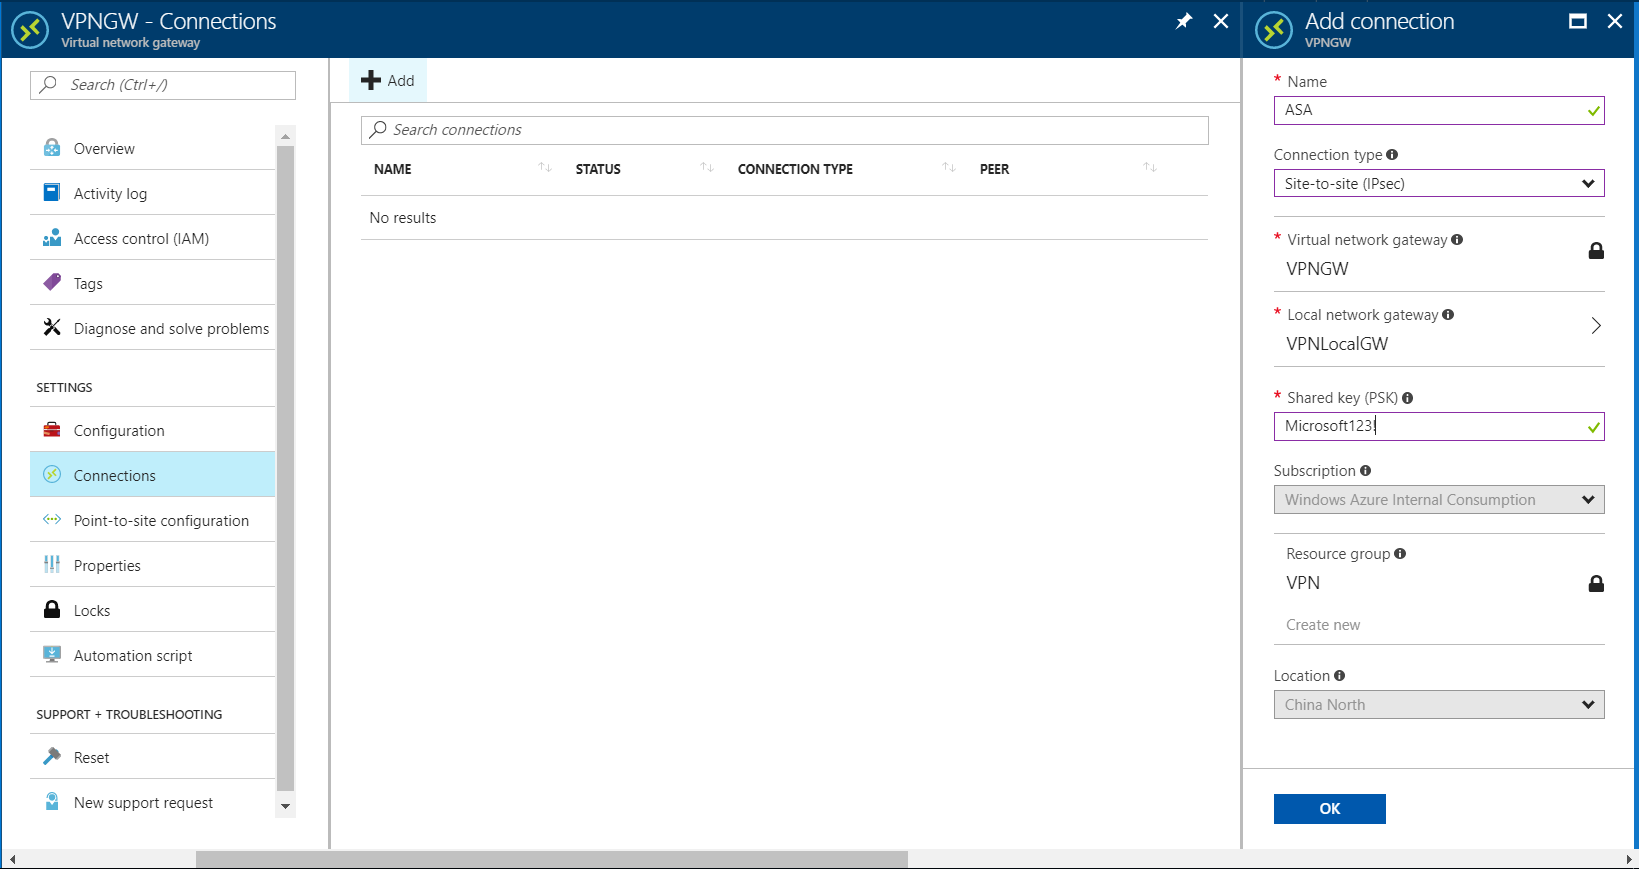 VPNGW - Connections
Virtual network gateway
Search (Ctrl+/)
Overview
Activity log
Access control (IAM)
Tags
Diagnose and solve problems
SETTINGS
Configuration
Connections
Point-to-site configuration
Properties
Locks
Automation script
SUPPORT + TROUBLESHOOTING
Reset
New support request
Add
Search connections
NAME STATUS CONNECTION TYPE PEER
No results
Add connection
VPNGW
* Name
ASA
Connection type
Site-to-site (IPsec)
* Virtual network gateway
VPNGW
* Local network gateway
VPNLocalGW
* Shared key (PSK)
Microsoft123!
Subscription
Windows Azure Internal Consumption
Resource group
VPN
Create new
Location
China North
OK